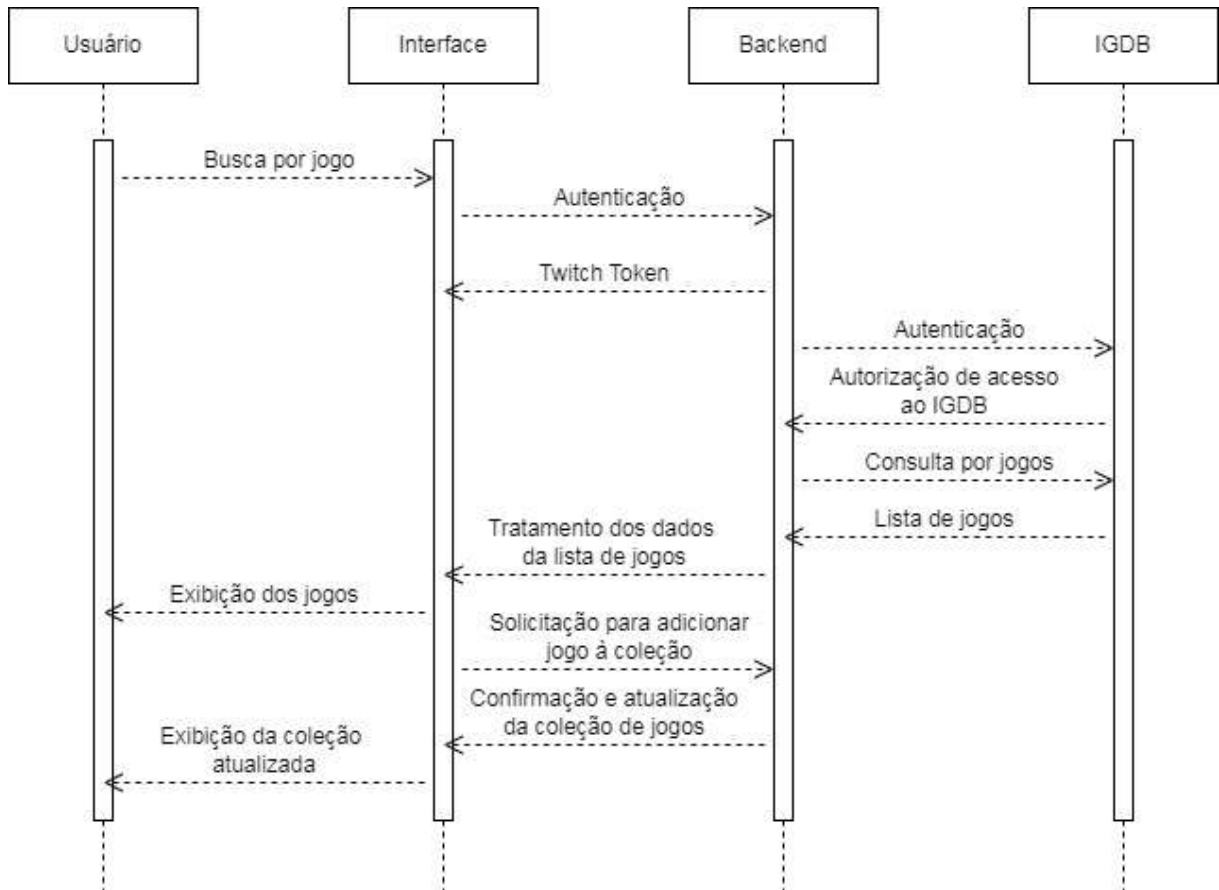 Usuário
Interface
Backend
IGDB
Busca por jogo
Autenticação
Twitch Token
Autenticação
Autorização de acesso
ao IGDB
Consulta por jogos
Lista de jogos
Tratamento dos dados
da lista de jogos
Exibição dos jogos
Solicitação para adicionar
jogo à coleção
Confirmação e atualização
da coleção de jogos
Exibição da coleção
atualizada